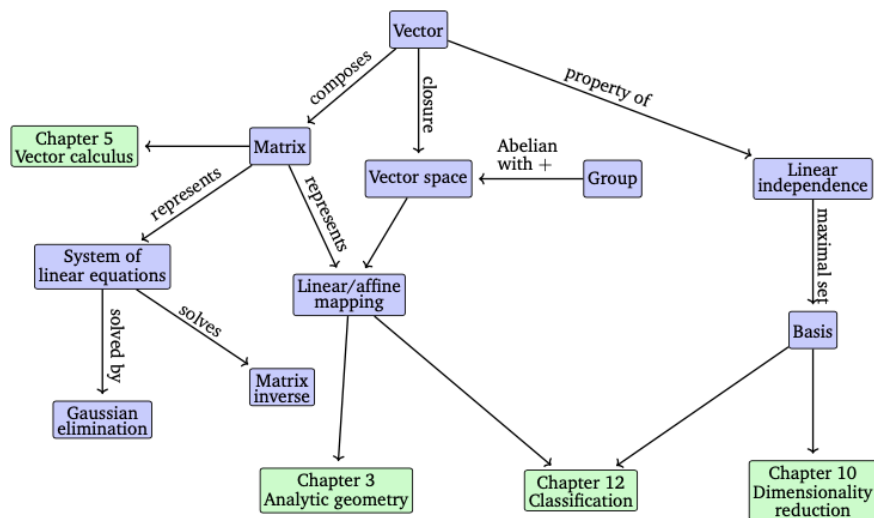 Vector
composes
closure
property of
Chapter 5
Vector calculus
Matrix
Abelian
with +
Vector space
Group
Linear
independence
represents
represents
maximal set
System of
linear equations
Linear/affine
mapping
solved by
solves
Basis
Matrix
inverse
Gaussian
elimination
Chapter 3
Analytic geometry
Chapter 12
Classification
Chapter 10
Dimensionality
reduction